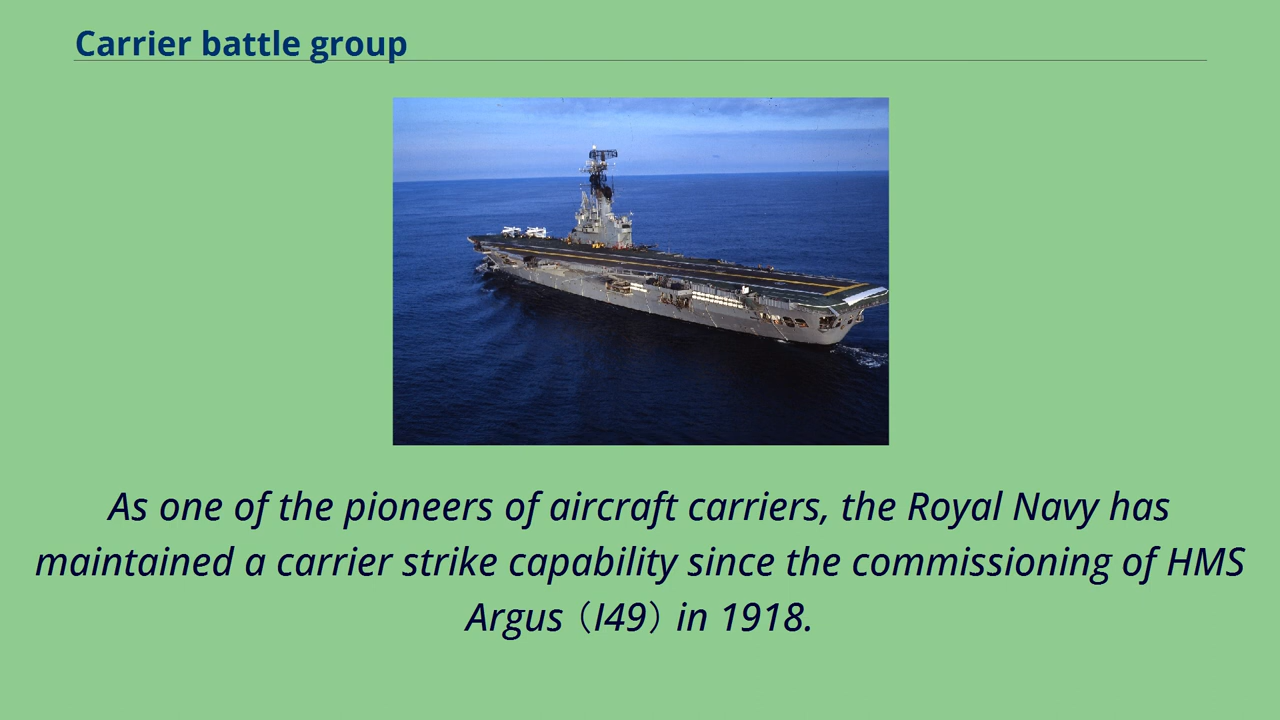 Carrier battle group
As one of the pioneers of aircraft carriers, the Royal Navy has
maintained a carrier strike capability since the commissioning of HMS
Argus（I49）in 1918.